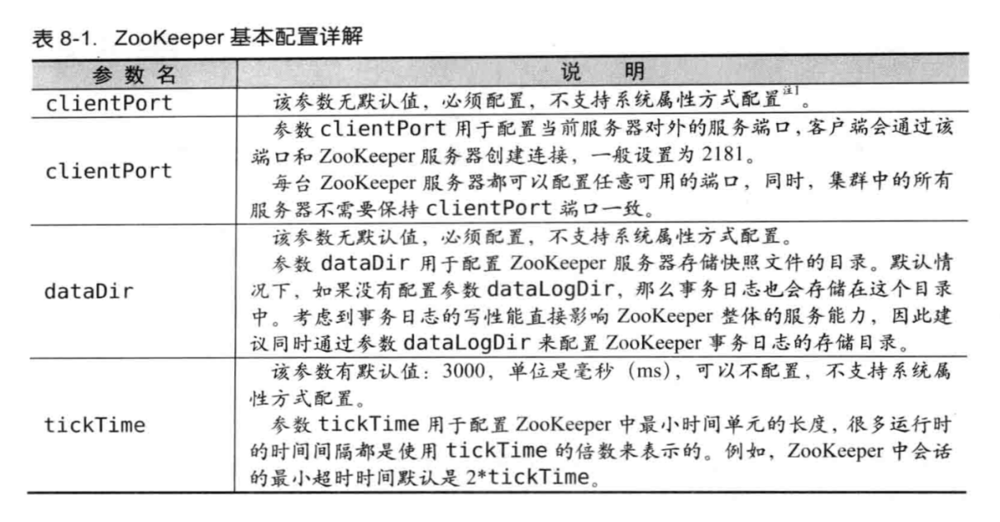 表 8-1. ZooKeeper 基本配置详解
参 数 名 说 明
clientPort 该参数无默认值，必须配置，不支持系统属性方式配置注1。
参数 clientPort 用于配置当前服务器对外的服务端口，客户端会通过该
端口和 ZooKeeper 服务器创建连接，一般设置为 2181。
clientPort
每台 ZooKeeper 服务器都可以配置任意可用的端口，同时，集群中的所有
服务器不需要保持 clientPort 端口一致。
该参数无默认值，必须配置，不支持系统属性方式配置。
参数 dataDir 用于配置 ZooKeeper 服务器存储快照文件的目录。默认情
dataDir 况下，如果没有配置参数 dataLogDir，那么事务日志也会存储在这个目录
中。考虑到事务日志的写性能直接影响 ZooKeeper 整体的服务能力，因此建
议同时通过参数 dataLogDir 来配置 ZooKeeper 事务日志的存储目录。
该参数有默认值：3000，单位是毫秒（ms），可以不配置，不支持系统属
性方式配置。
tickTime 参数 tickTime 用于配置 ZooKeeper 中最小时间单元的长度，很多运行时
的时间间隔都是使用 tickTime 的倍数来表示的。例如，ZooKeeper 中会话
的最小超时时间默认是 2*tickTime。